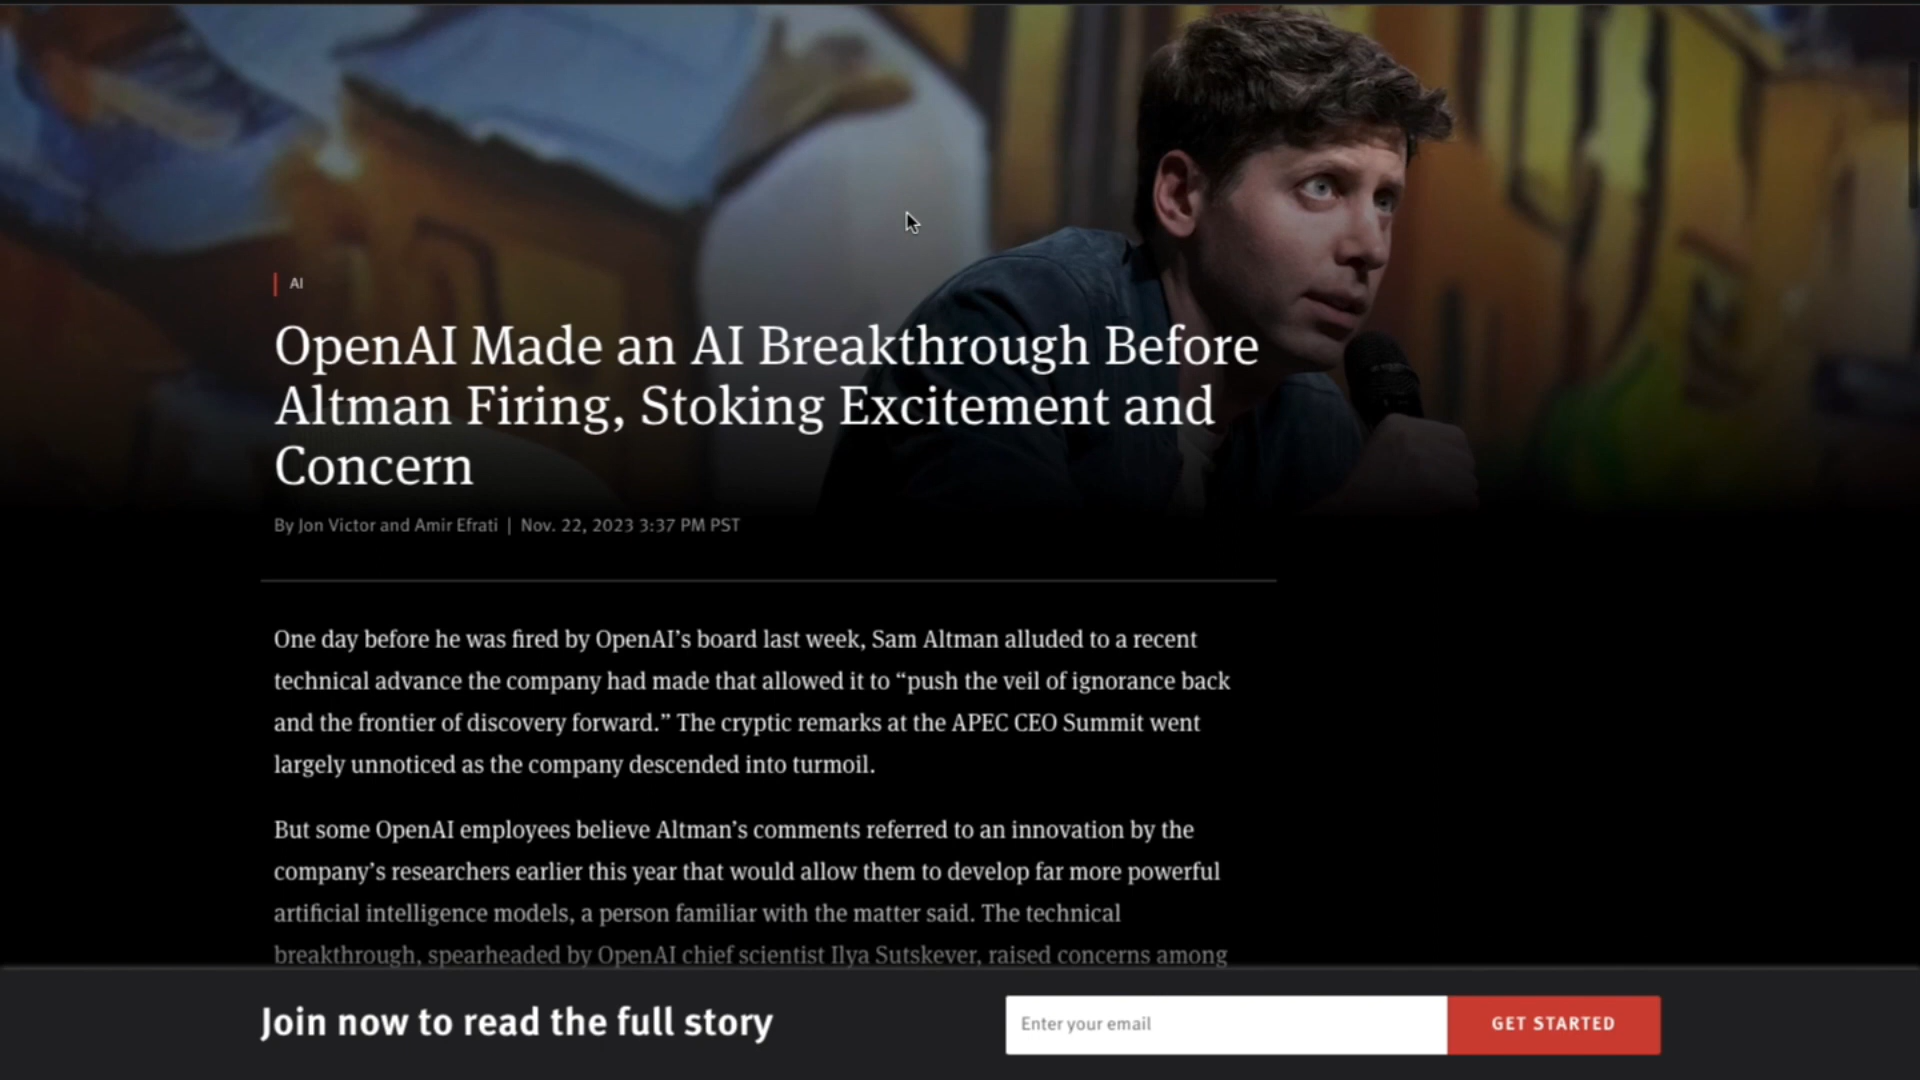 AI
OpenAI Made an AI Breakthrough Before
Altman Firing, Stoking Excitement and
Concern
By Jon Victor and Amir Efrati | Nov. 22, 2023 3:37 PM PST
One day before he was fired by OpenAI’s board last week, Sam Altman alluded to a recent
technical advance the company had made that allowed it to “push the veil of ignorance back
and the frontier of discovery forward.” The cryptic remarks at the APEC CEO Summit went
largely unnoticed as the company descended into turmoil.
But some OpenAI employees believe Altman’s comments referred to an innovation by the
company’s researchers earlier this year that would allow them to develop far more powerful
artificial intelligence models, a person familiar with the matter said. The technical
breakthrough, spearheaded by OpenAI chief scientist Ilya Sutskever, raised concerns among
Join now to read the full story
Enter your email
GET STARTED